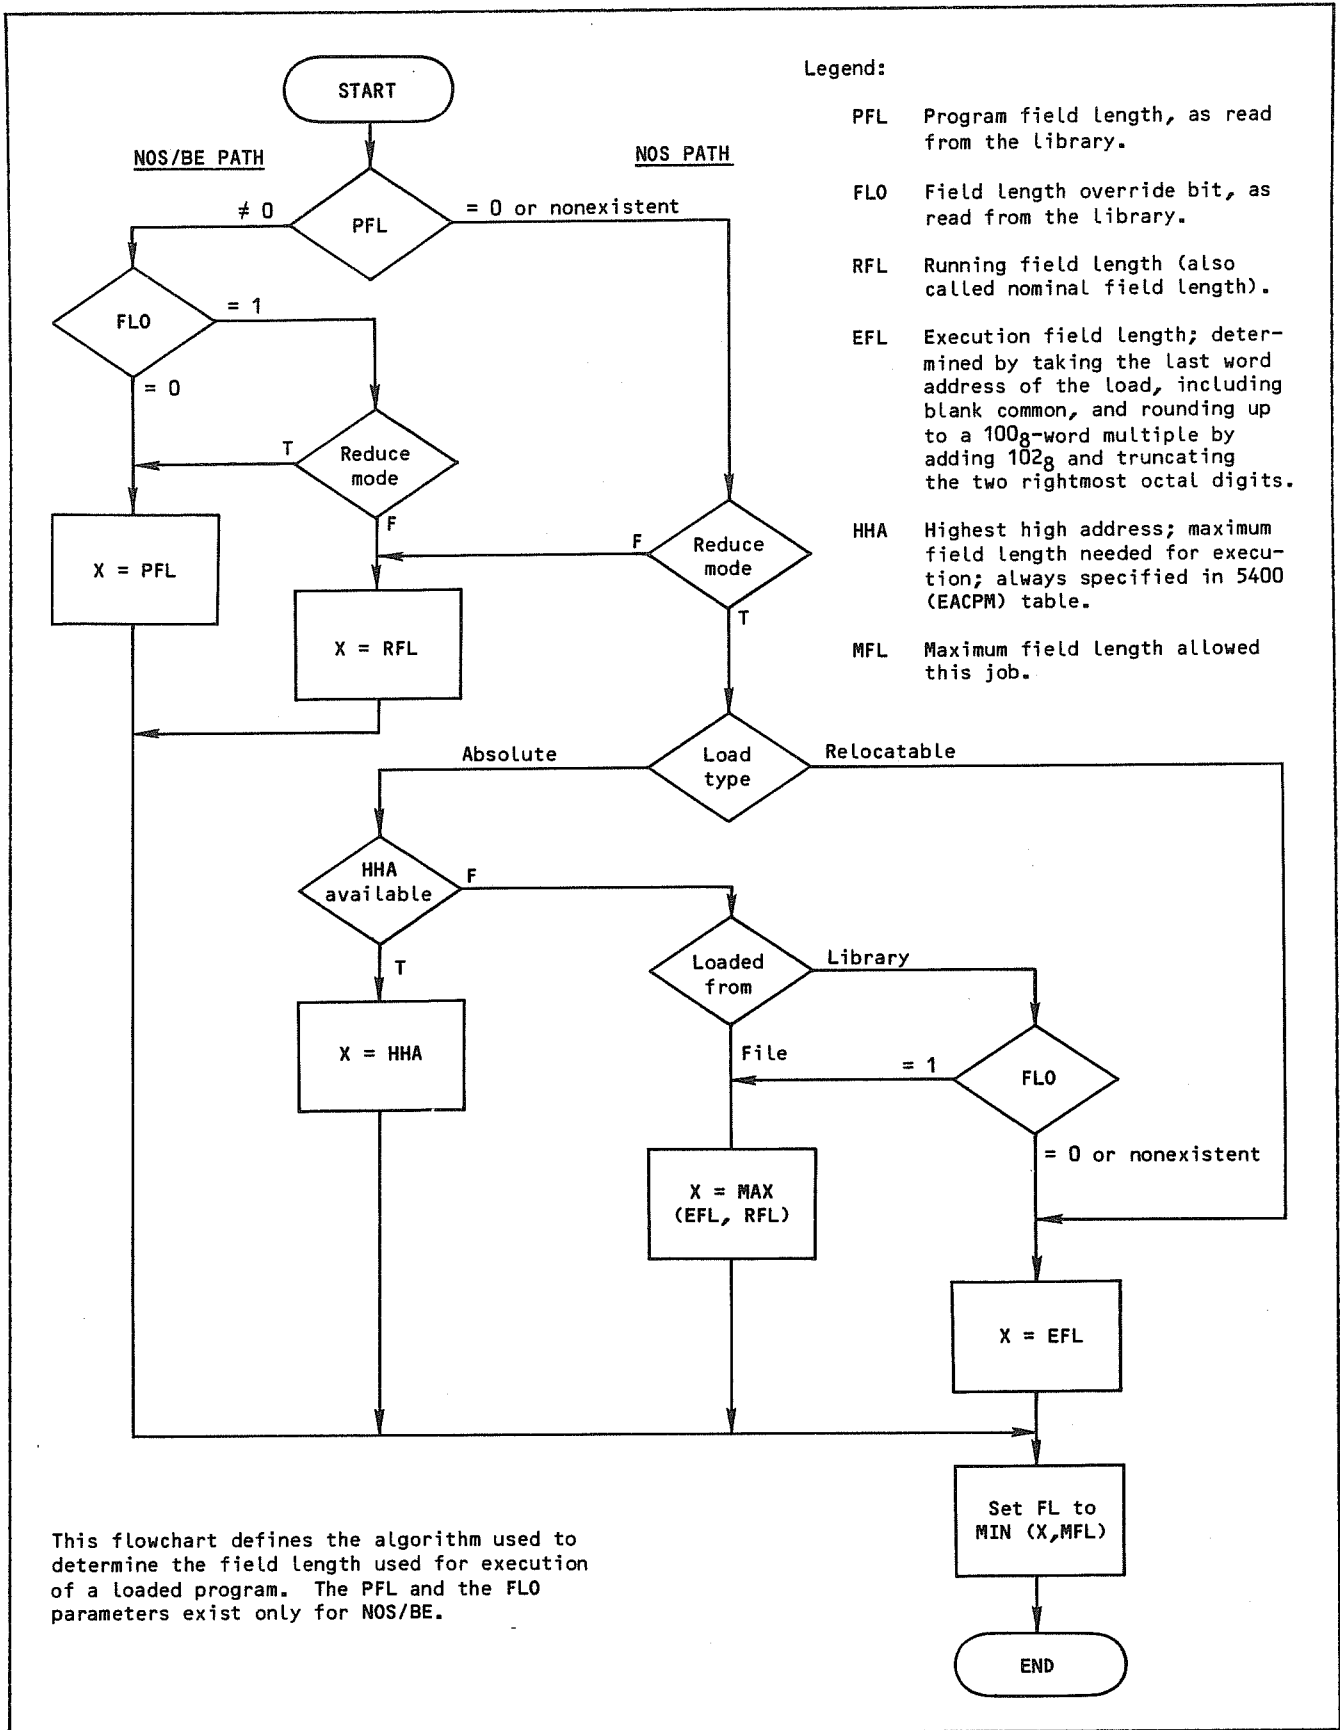 START
NOS/BE PATH
NOS PATH
≠ 0
= 0 or nonexistent
PFL
FLO
= 1
= 0
T
Reduce
mode
F
X = PFL
X = RFL
F
Reduce
mode
T
Absolute
Load
type
Relocatable
HHA
available
F
T
Loaded
from
Library
File
X = HHA
= 1
FLO
= 0 or nonexistent
X = MAX
(EFL, RFL)
X = EFL
Set FL to
MIN (X,MFL)
END
Legend:
PFL Program field length, as read
from the library.
FLO Field length override bit, as
read from the library.
RFL Running field length (also
called nominal field length).
EFL Execution field length; deter-
mined by taking the last word
address of the load, including
blank common, and rounding up
to a 100₈-word multiple by
adding 102₈ and truncating
the two rightmost octal digits.
HHA Highest high address; maximum
field length needed for execu-
tion; always specified in 5400
(EACPM) table.
MFL Maximum field length allowed
this job.
This flowchart defines the algorithm used to
determine the field length used for execution
of a loaded program. The PFL and the FLO
parameters exist only for NOS/BE.